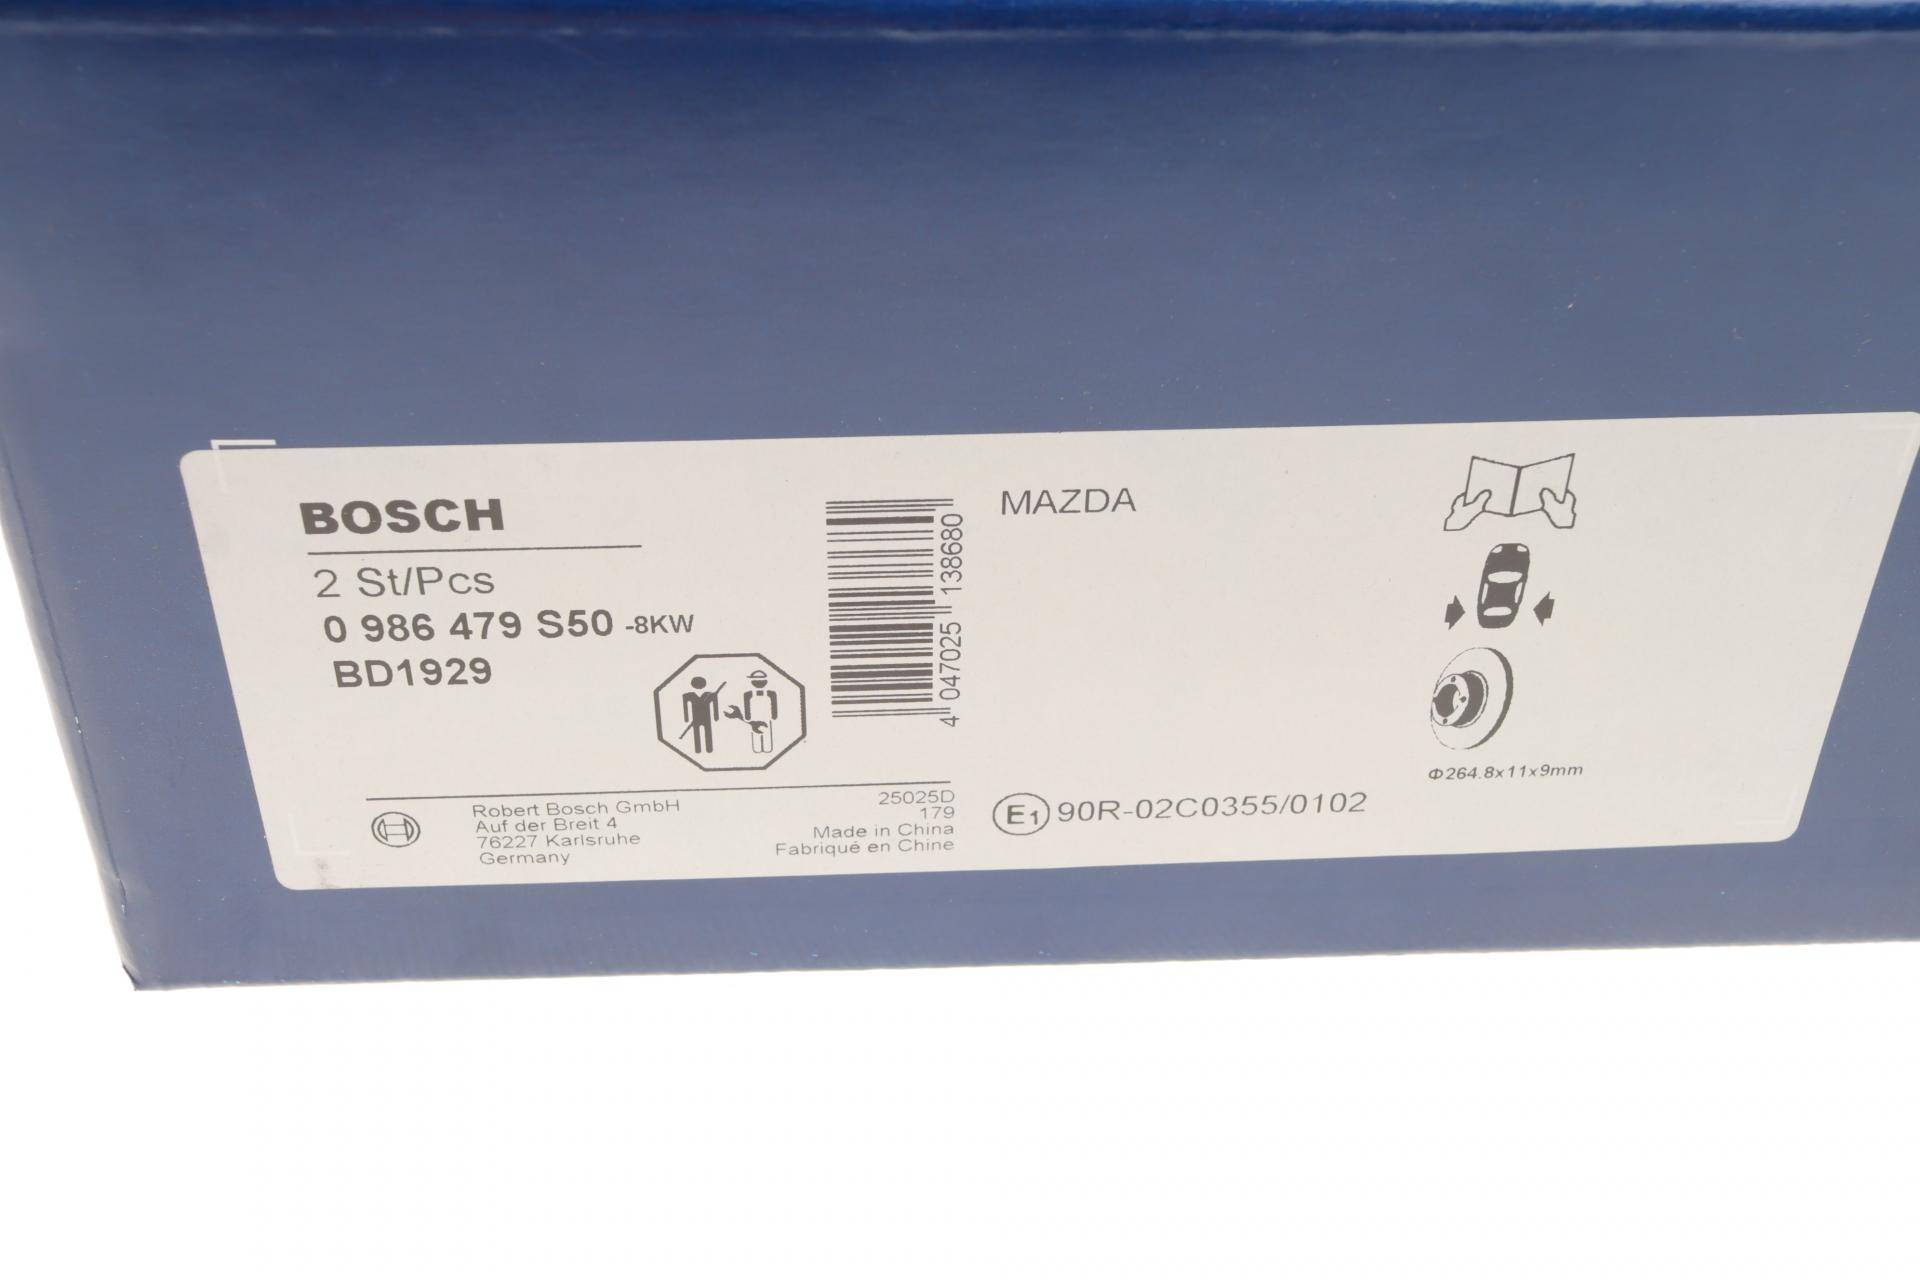 BOSCH
2 St/Pcs
0 986 479 S50 -8KW
BD1929
4 047025 138680
Robert Bosch GmbH
Auf der Breit 4
76227 Karlsruhe
Germany
25025D
179
Made in China
Fabriqué en Chine
MAZDA
E1 90R-02C0355/0102
Φ264.8x11x9mm